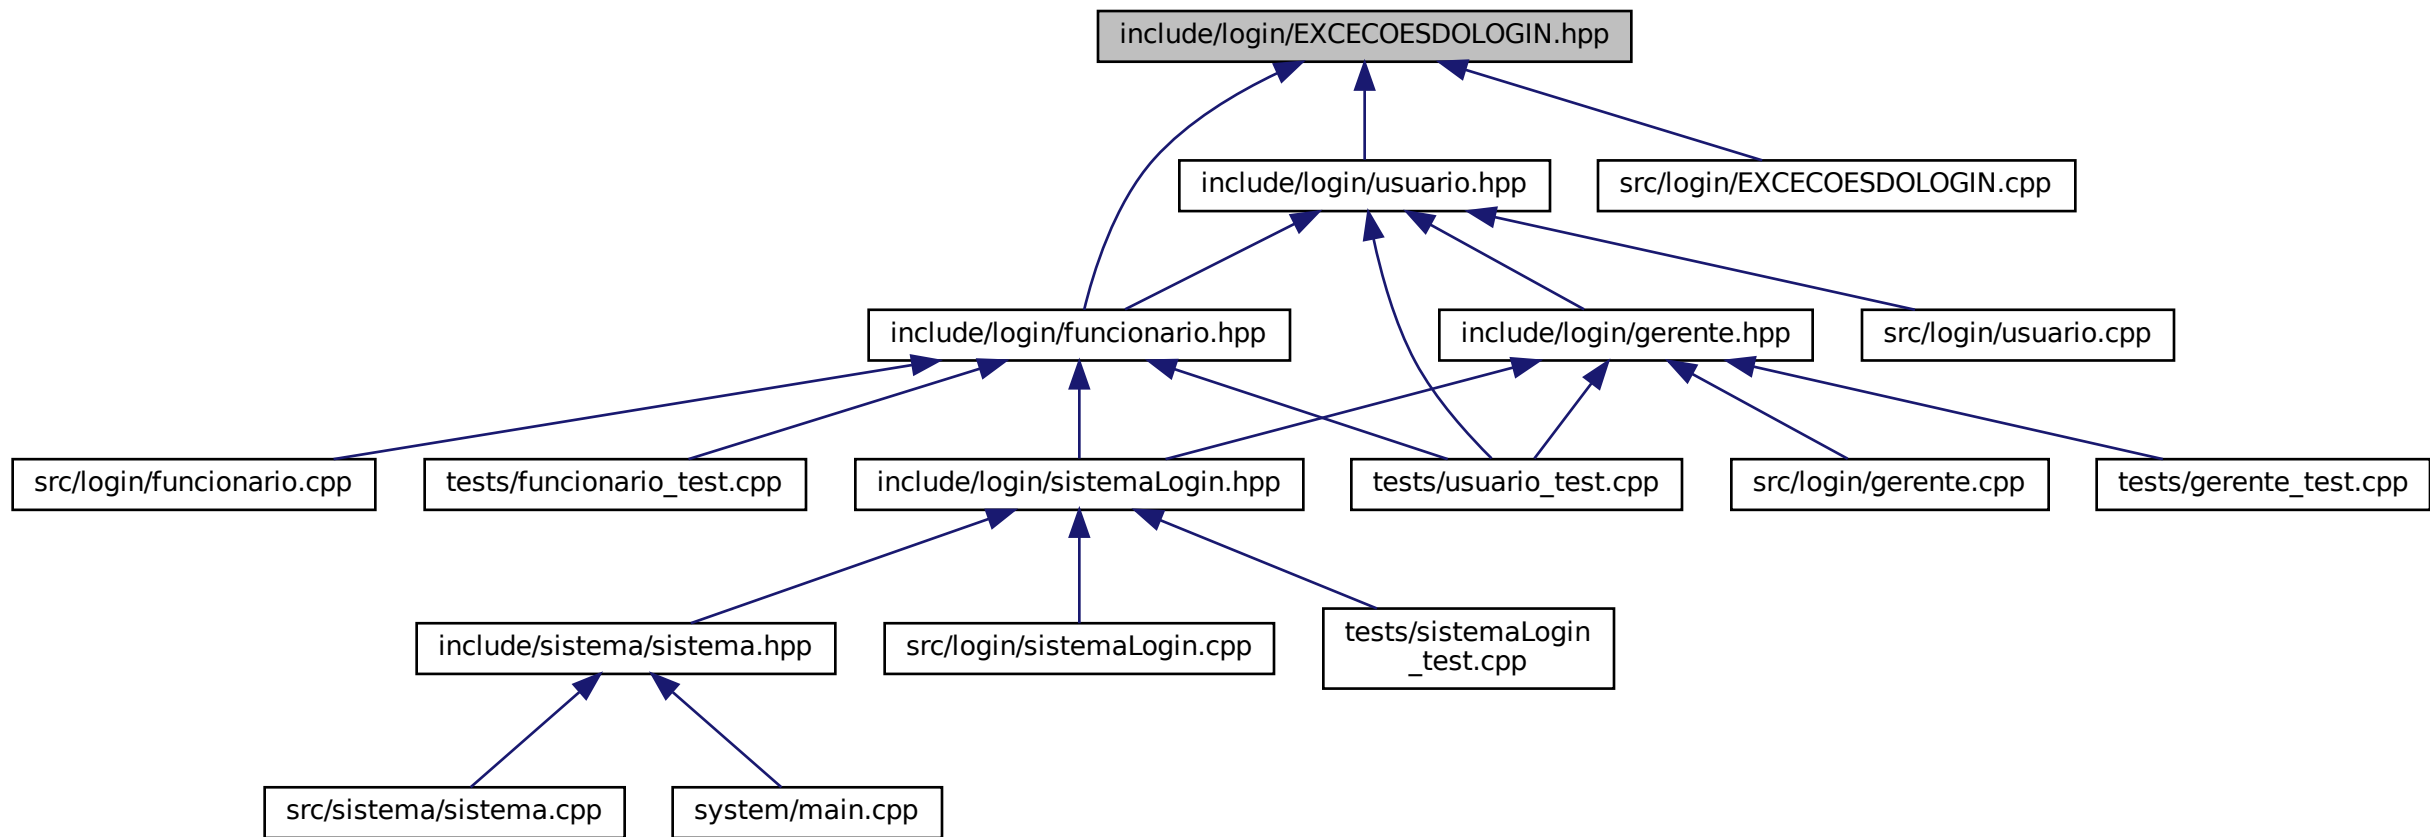 include/login/EXCECOESDOLOGIN.hpp
include/login/usuario.hpp
src/login/EXCECOESDOLOGIN.cpp
include/login/funcionario.hpp
include/login/gerente.hpp
src/login/usuario.cpp
src/login/funcionario.cpp
tests/funcionario_test.cpp
include/login/sistemaLogin.hpp
tests/usuario_test.cpp
src/login/gerente.cpp
tests/gerente_test.cpp
include/sistema/sistema.hpp
src/login/sistemaLogin.cpp
tests/sistemaLogin
_test.cpp
src/sistema/sistema.cpp
system/main.cpp